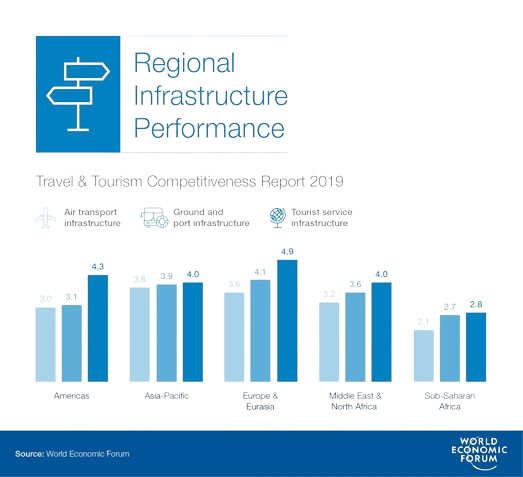 Regional
Infrastructure
Performance
Travel & Tourism Competitiveness Report 2019
Air transport
infrastructure
Ground and
port infrastructure
Tourist service
infrastructure
3.0 3.1 4.3
3.8 3.9 4.0
3.6 4.1 4.9
3.2 3.6 4.0
2.1 2.7 2.8
Americas
Asia-Pacific
Europe &
Eurasia
Middle East &
North Africa
Sub-Saharan
Africa
Source: World Economic Forum
WORLD
ECONOMIC
FORUM